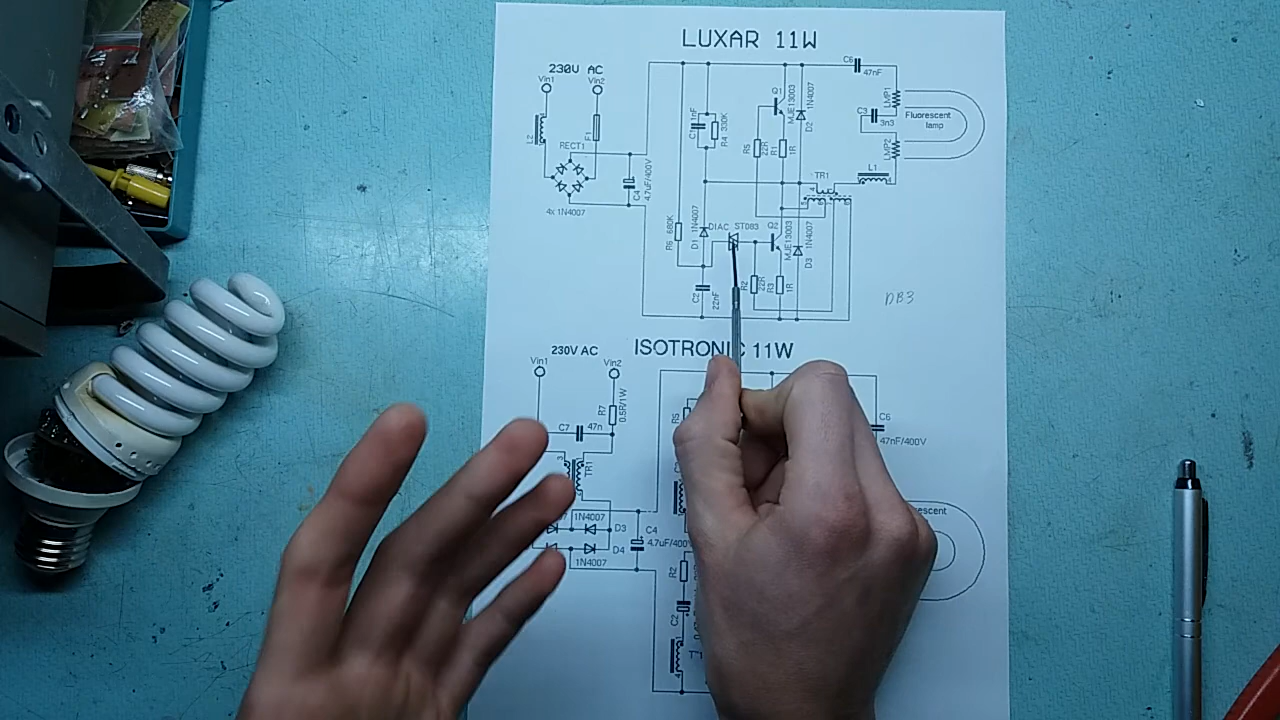 LUXAR 11W
230V AC
Vin1
Vin2
C6
47nF
L2
F1
RECT1
C4
4.7uF/400V
4x 1N4007
1nF
R4 330K
Q1
MJE13003
1N4007
D2
R5
22R
R1
1R
LMP1
C3
3n3
Fluorescent
lamp
LMP2
TR1
L1
R6 680K
D1 1N4007
DIAC ST083
Q2
MJE13003
1N4007
D3
C2
22nF
R2
22R
R3
1R
DB3
ISOTRONIC 11W
230V AC
Vin1
Vin2
R7
0.5R/1W
C7
47n
TR1
R5
C6
47nF/400V
1N4007
D3
D4
1N4007
C4
4.7uF/400V
R2
C2